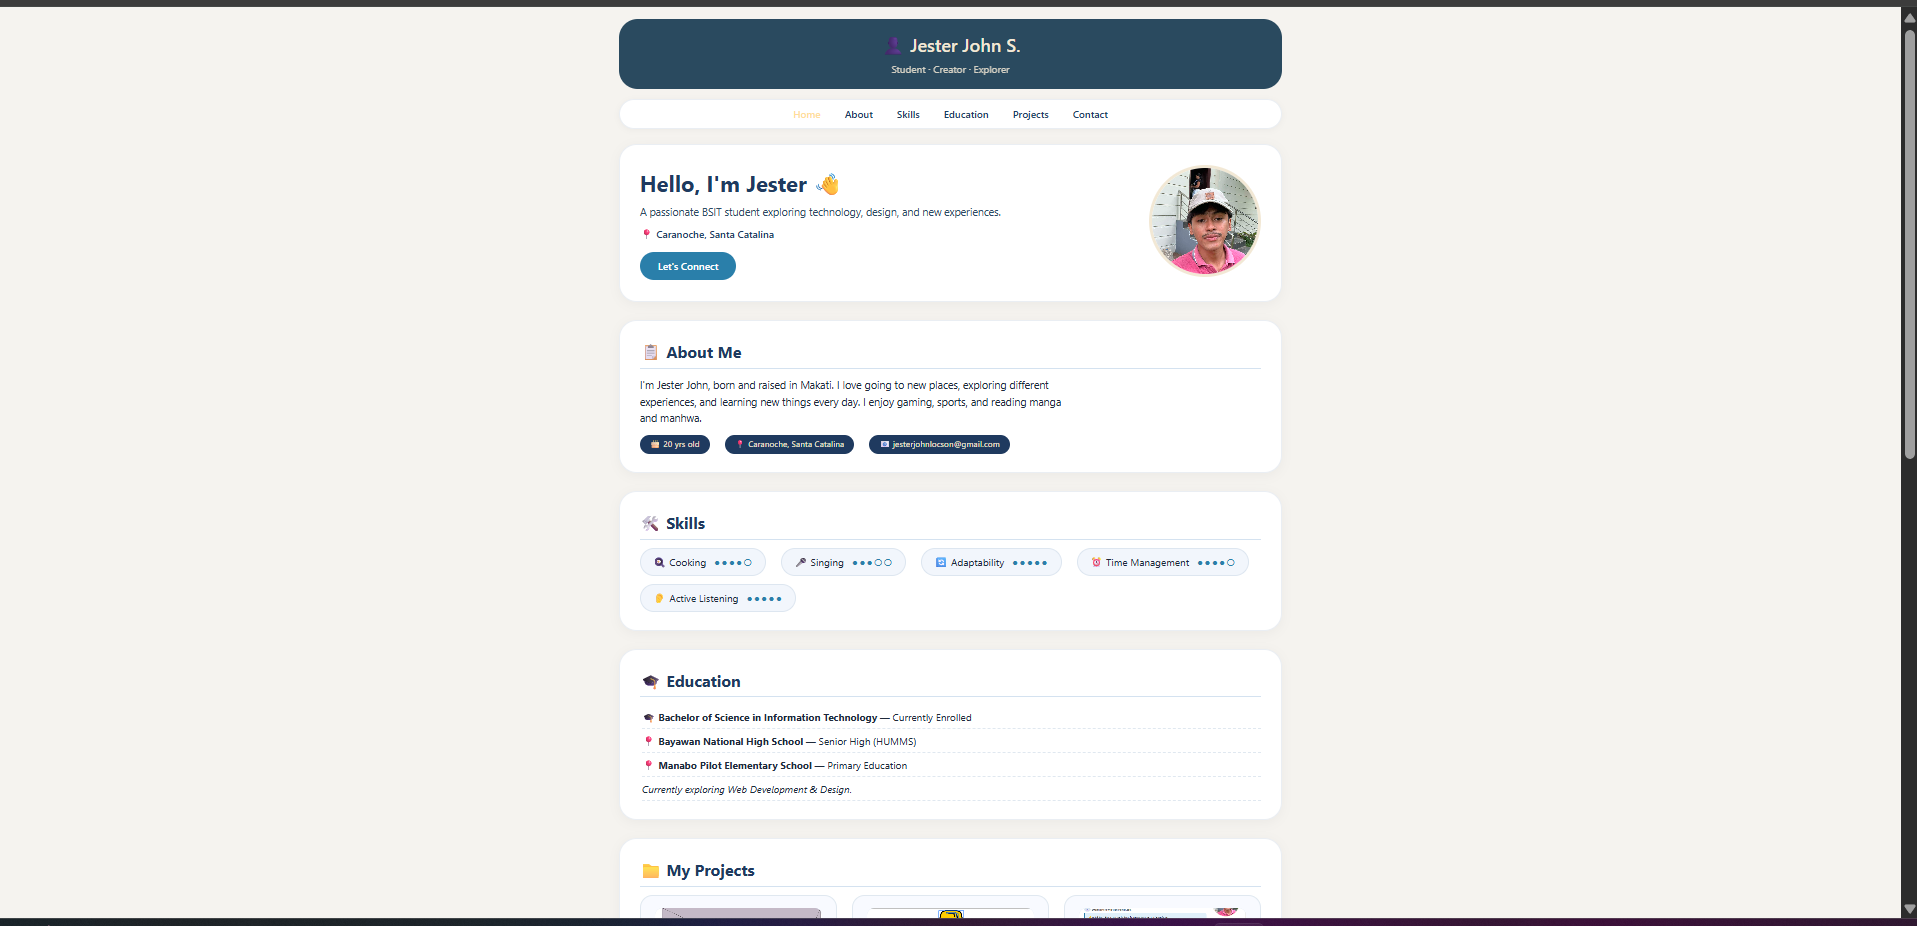 Jester John S.
Student · Creator · Explorer
Home About Skills Education Projects Contact
Hello, I'm Jester
A passionate BSIT student exploring technology, design, and new experiences.
Caranoche, Santa Catalina
Let's Connect
About Me
I'm Jester John, born and raised in Makati. I love going to new places, exploring different
experiences, and learning new things every day. I enjoy gaming, sports, and reading manga
and manhwa.
20 yrs old Caranoche, Santa Catalina jesterjohnlocson@gmail.com
Skills
Cooking Singing Adaptability Time Management
Active Listening
Education
Bachelor of Science in Information Technology — Currently Enrolled
Bayawan National High School — Senior High (HUMMS)
Manabo Pilot Elementary School — Primary Education
Currently exploring Web Development & Design.
My Projects